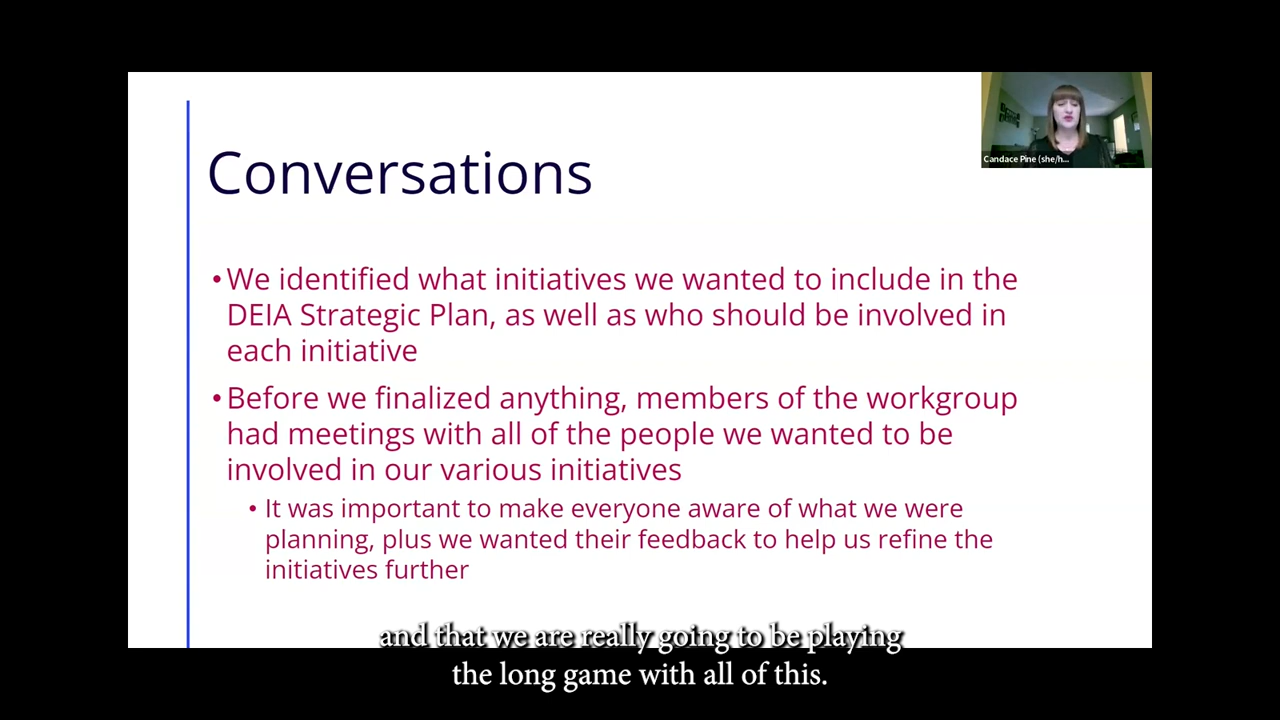 Candace Pine (she/h...
Conversations
• We identified what initiatives we wanted to include in the
DEIA Strategic Plan, as well as who should be involved in
each initiative
• Before we finalized anything, members of the workgroup
had meetings with all of the people we wanted to be
involved in our various initiatives
• It was important to make everyone aware of what we were
planning, plus we wanted their feedback to help us refine the
initiatives further
and that we are really going to be playing
the long game with all of this.